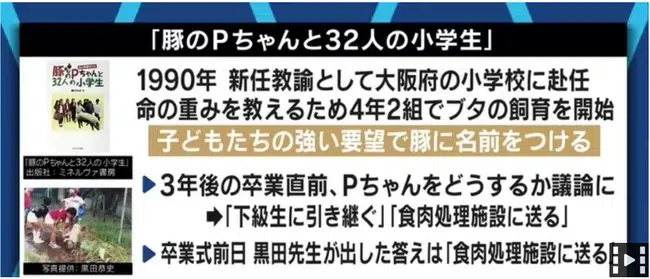 「豚のPちゃんと32人の小学生」
1990年 新任教諭として大阪府の小学校に赴任
命の重みを教えるため4年2組でブタの飼育を開始
子どもたちの強い要望で豚に名前をつける
▶3年後の卒業直前、Pちゃんをどうするか議論に
➡「下級生に引き継ぐ」「食肉処理施設に送る」
▶卒業式前日 黒田先生が出した答えは「食肉処理施設に送る
豚のPちゃんと
32人の小学生
「豚のPちゃんと32人の小学生」
出版社：ミネルヴァ書房
写真提供：黒田恭史